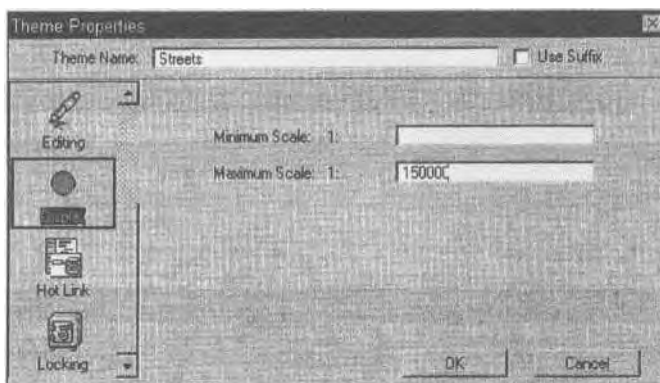 Theme Properties
Theme Name: Streets Use Suffix
Editing
Minimum Scale: 1:
Maximum Scale: 1: 150000
Display
Hot Link
Locking
OK Cancel